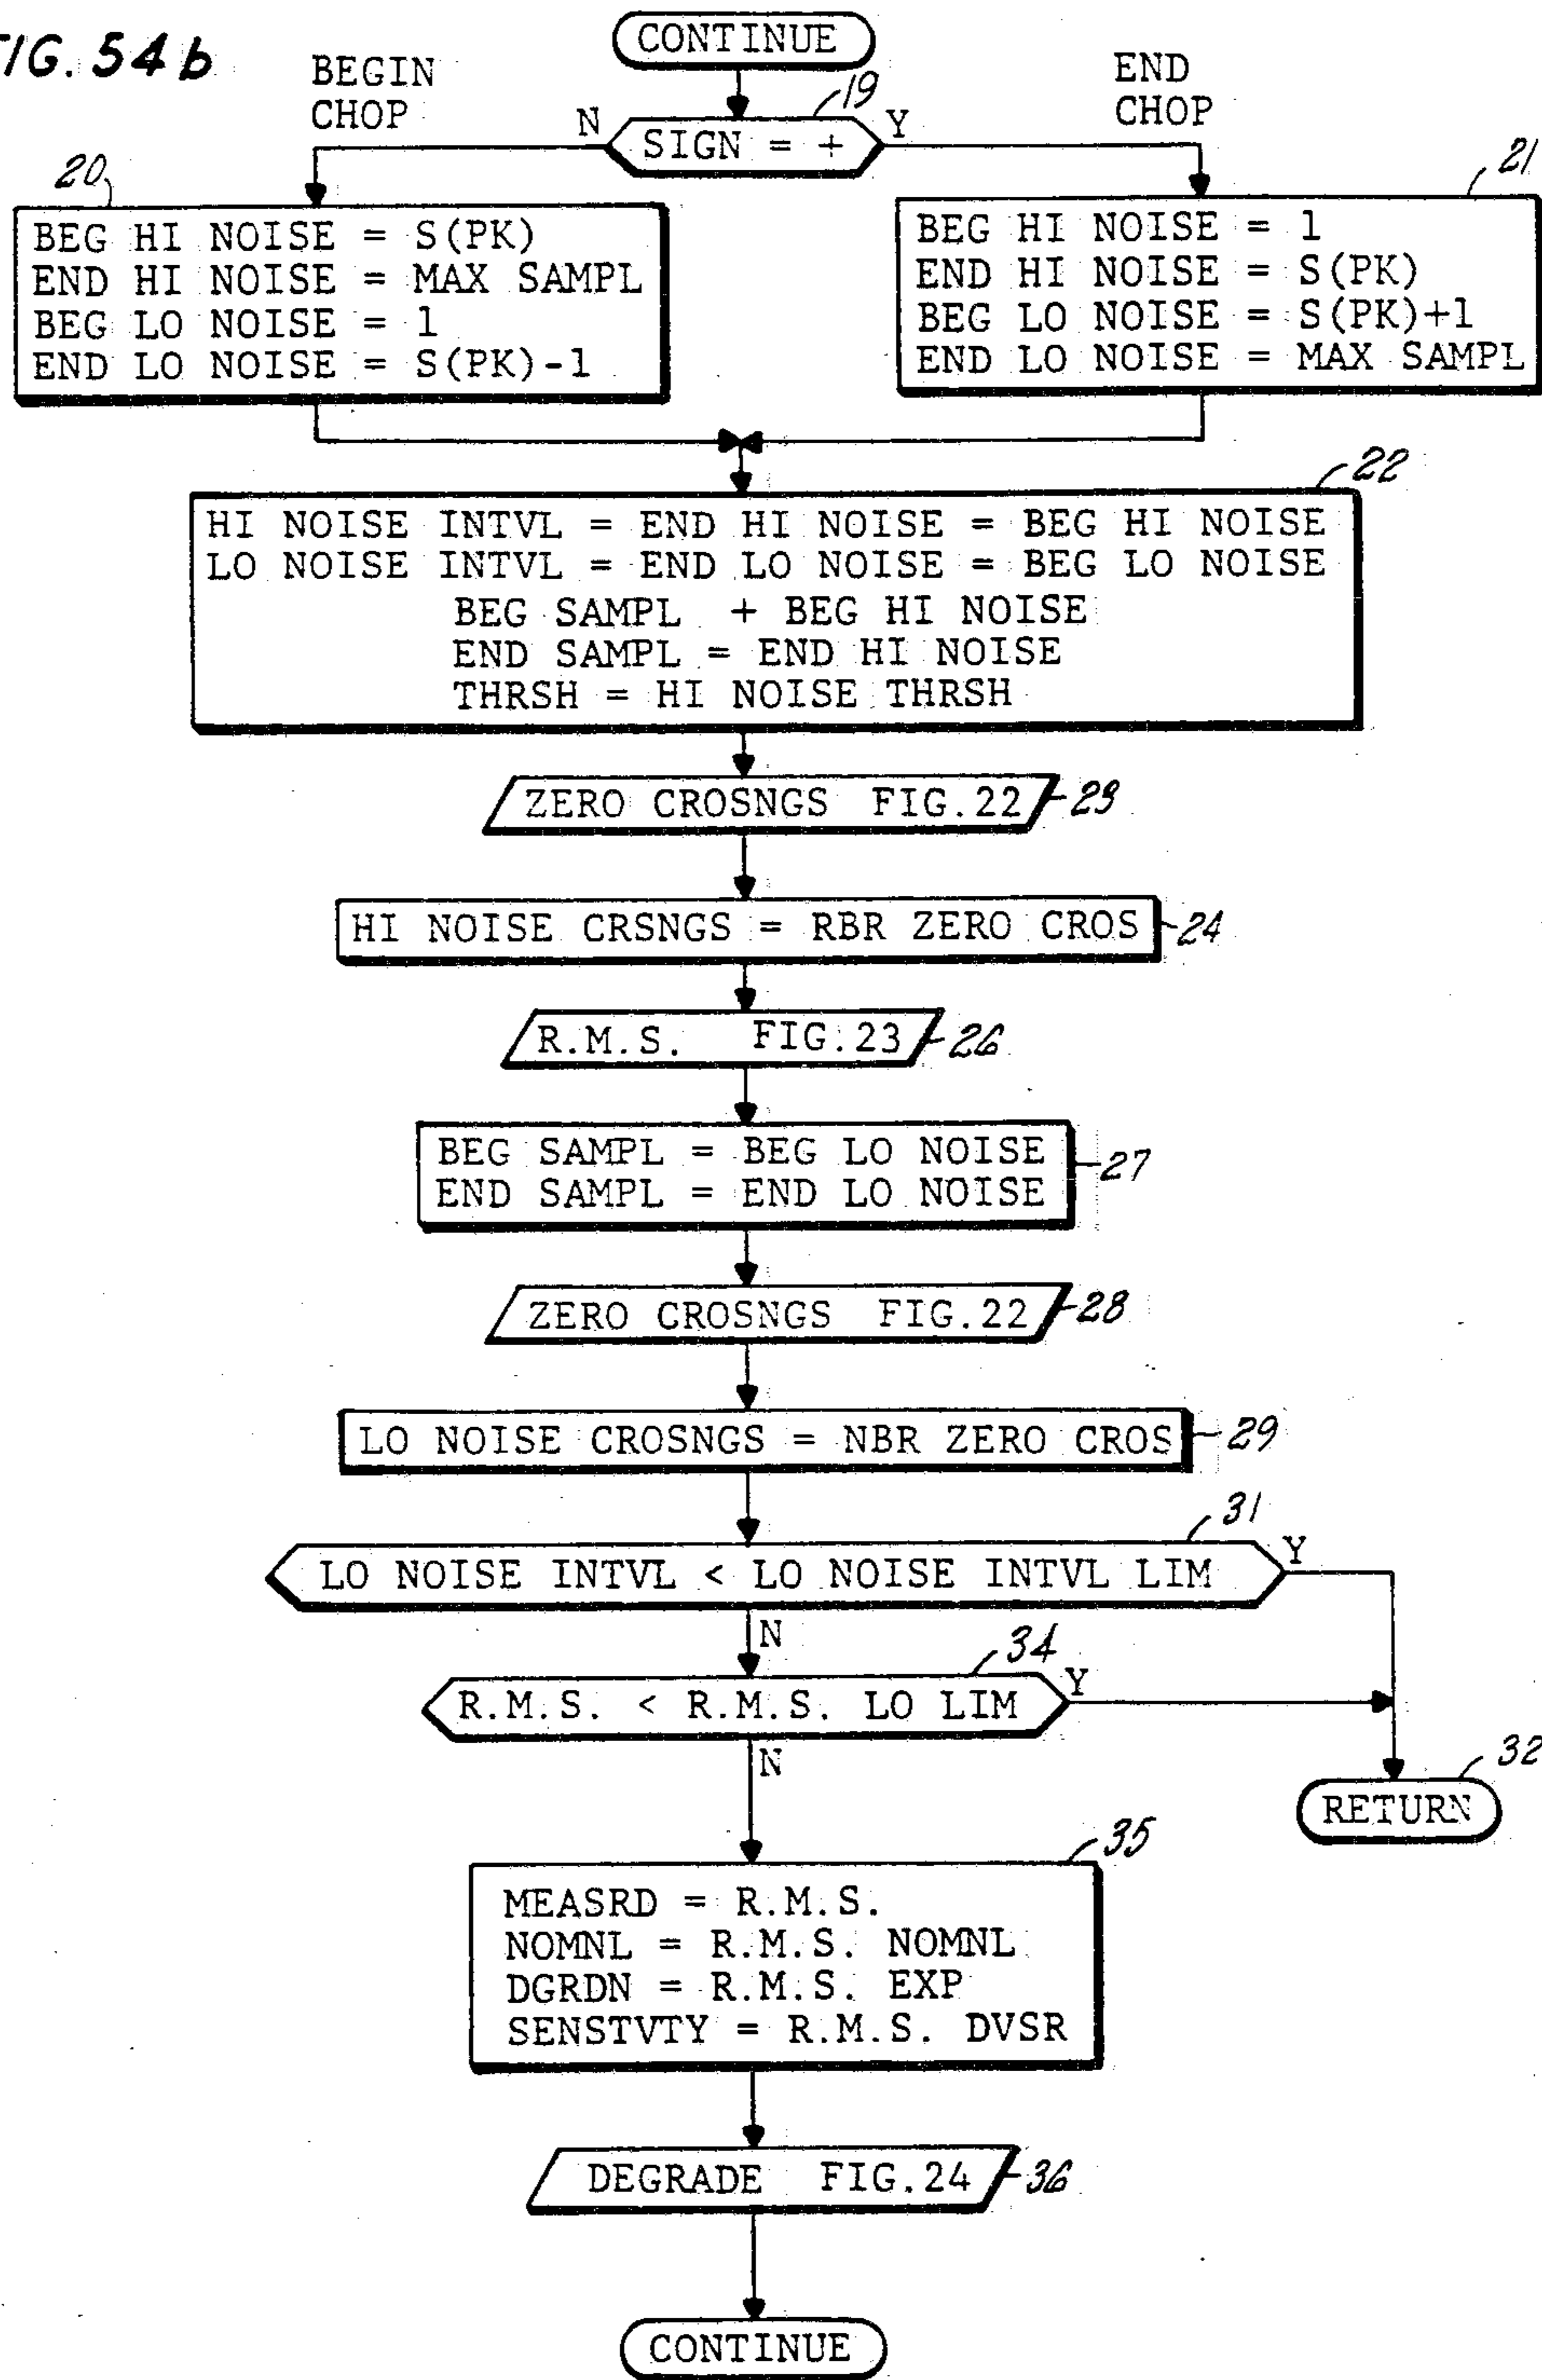 FIG. 54b
CONTINUE
BEGIN
CHOP
END
CHOP
19
N
SIGN = +
Y
20
BEG HI NOISE = S(PK)
END HI NOISE = MAX SAMPL
BEG LO NOISE = 1
END LO NOISE = S(PK)-1
21
BEG HI NOISE = 1
END HI NOISE = S(PK)
BEG LO NOISE = S(PK)+1
END LO NOISE = MAX SAMPL
22
HI NOISE INTVL = END HI NOISE = BEG HI NOISE
LO NOISE INTVL = END LO NOISE = BEG LO NOISE
BEG SAMPL + BEG HI NOISE
END SAMPL = END HI NOISE
THRSH = HI NOISE THRSH
ZERO CROSNGS FIG.22
23
HI NOISE CRSNGS = RBR ZERO CROS
24
R.M.S. FIG.23
26
BEG SAMPL = BEG LO NOISE
END SAMPL = END LO NOISE
27
ZERO CROSNGS FIG.22
28
LO NOISE CROSNGS = NBR ZERO CROS
29
31
LO NOISE INTVL < LO NOISE INTVL LIM
Y
N
34
R.M.S. < R.M.S. LO LIM
Y
N
32
RETURN
35
MEASRD = R.M.S.
NOMNL = R.M.S. NOMNL
DGRDN = R.M.S. EXP
SENSTVTY = R.M.S. DVSR
DEGRADE FIG.24
36
CONTINUE